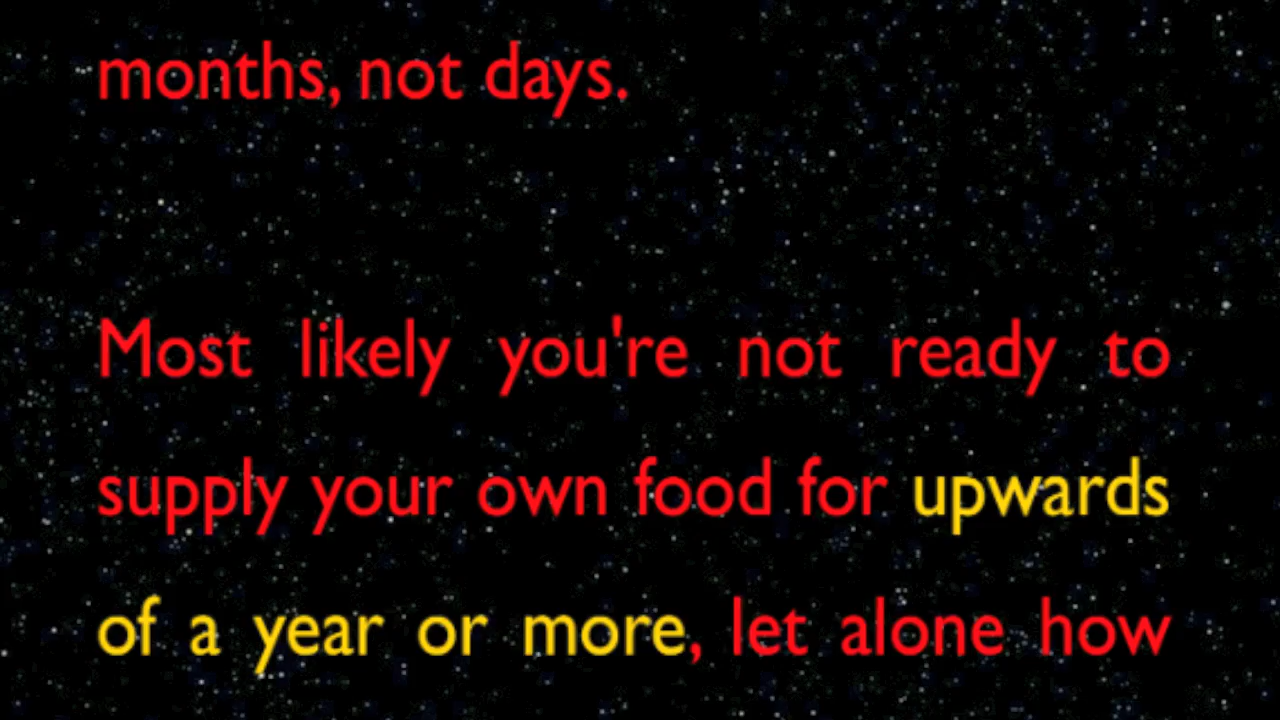 months, not days.
Most likely you're not ready to
supply your own food for upwards
of a year or more, let alone how